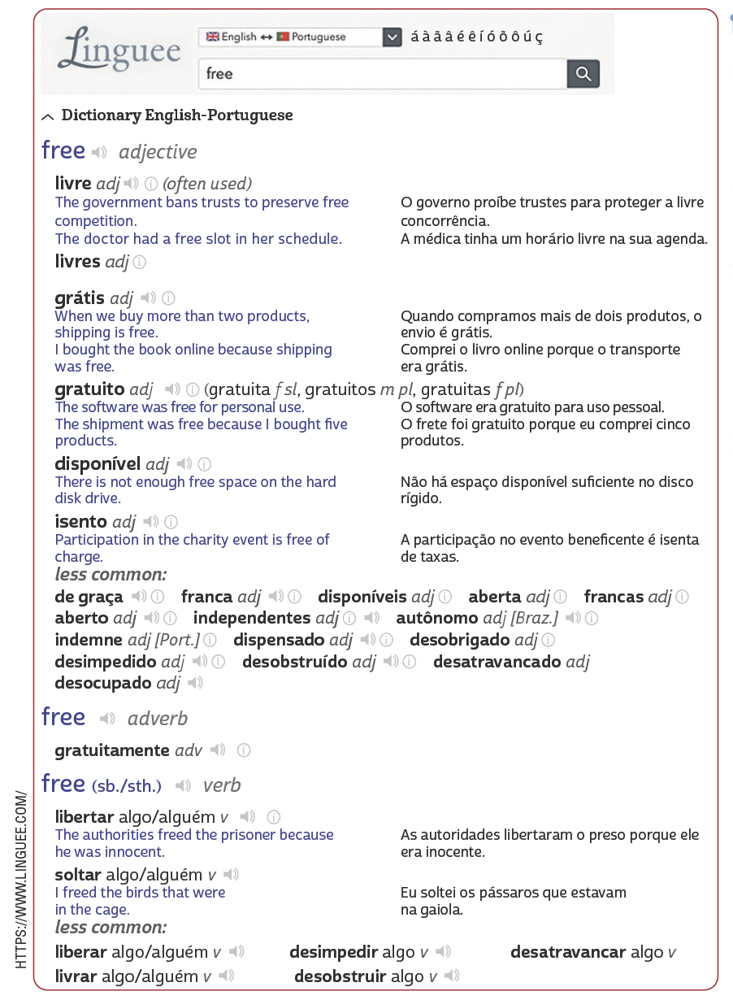 Linguee
English ↔ Portuguese
á à ã â é ê í ó õ ô ú ç
free
Dictionary English-Portuguese
free adjective
livre adj (often used)
The government bans trusts to preserve free
competition.
O governo proíbe trustes para proteger a livre
concorrência.
The doctor had a free slot in her schedule.
A médica tinha um horário livre na sua agenda.
livres adj
grátis adj
When we buy more than two products,
shipping is free.
Quando compramos mais de dois produtos, o
envio é grátis.
I bought the book online because shipping
was free.
Comprei o livro online porque o transporte
era grátis.
gratuito adj (gratuita f sl, gratuitos m pl, gratuitas f pl)
The software was free for personal use.
O software era gratuito para uso pessoal.
The shipment was free because I bought five
products.
O frete foi gratuito porque eu comprei cinco
produtos.
disponível adj
There is not enough free space on the hard
disk drive.
Não há espaço disponível suficiente no disco
rígido.
isento adj
Participation in the charity event is free of
charge.
A participação no evento beneficente é isenta
de taxas.
less common:
de graça franca adj disponíveis adj aberta adj francas adj
aberto adj independentes adj autônomo adj [Braz.]
indemne adj [Port.] dispensado adj desobrigado adj
desimpedido adj desobstruído adj desatravancado adj
desocupado adj
free adverb
gratuitamente adv
free (sb./sth.) verb
libertar algo/alguém v
The authorities freed the prisoner because
he was innocent.
As autoridades libertaram o preso porque ele
era inocente.
soltar algo/alguém v
I freed the birds that were
in the cage.
Eu soltei os pássaros que estavam
na gaiola.
less common:
liberar algo/alguém v desimpedir algo v desatravancar algo v
livrar algo/alguém v desobstruir algo v
HTTPS://WWW.LINGUEE.COM/